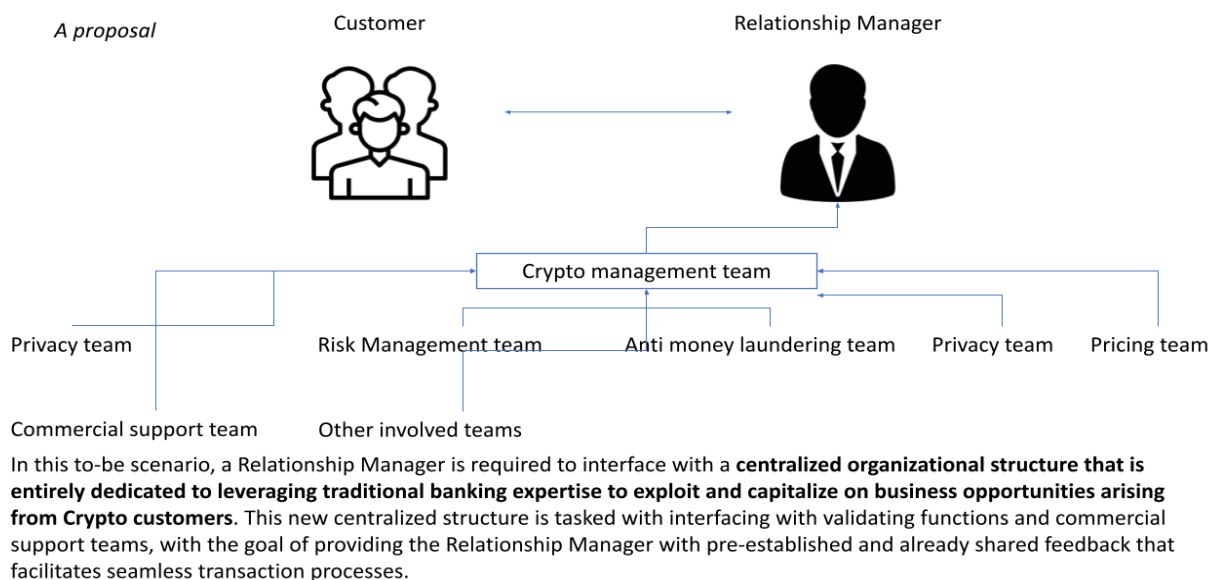 A proposal
Customer
Relationship Manager
Crypto management team
Privacy team
Risk Management team
Anti money laundering team
Privacy team
Pricing team
Commercial support team
Other involved teams
In this to-be scenario, a Relationship Manager is required to interface with a centralized organizational structure that is
entirely dedicated to leveraging traditional banking expertise to exploit and capitalize on business opportunities arising
from Crypto customers. This new centralized structure is tasked with interfacing with validating functions and commercial
support teams, with the goal of providing the Relationship Manager with pre-established and already shared feedback that
facilitates seamless transaction processes.